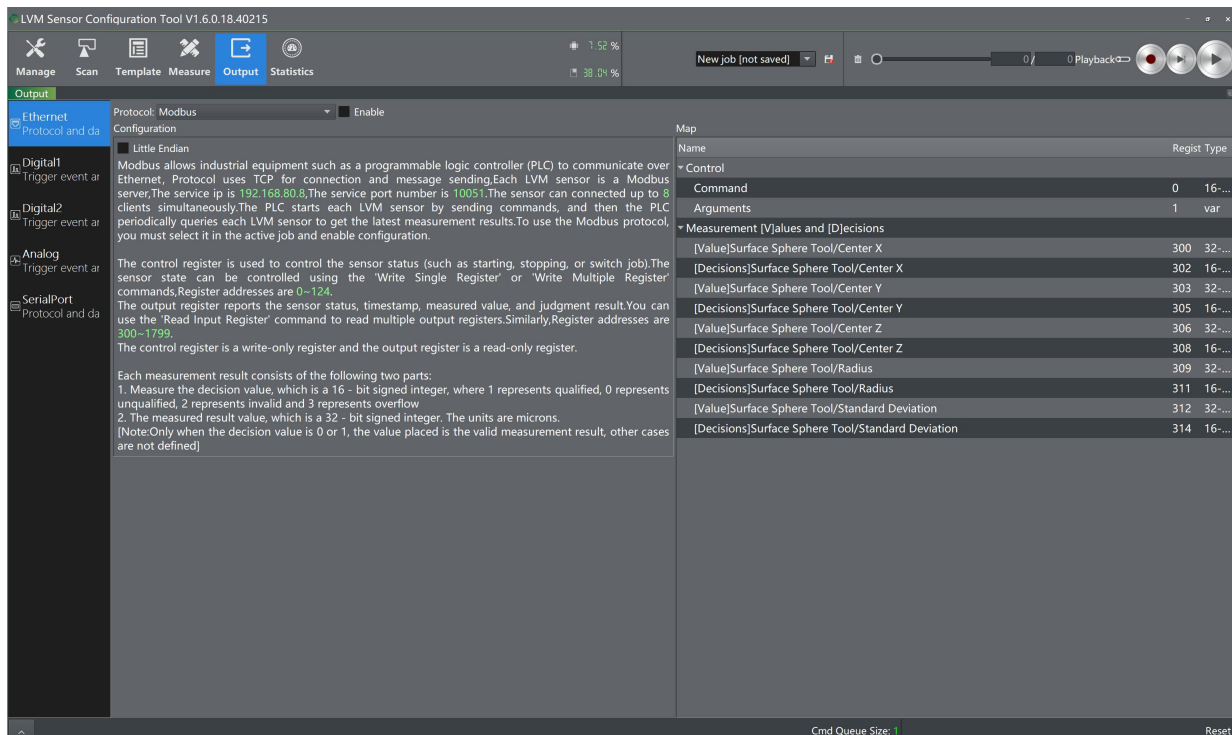 LVM Sensor Configuration Tool V1.6.0.18.40215
Manage Scan Template Measure Output Statistics
7.52 %
38.04 %
New job [not saved]
0 / 0 Playback
Output
Ethernet
Protocol and da
Digital1
Trigger event ar
Digital2
Trigger event ar
Analog
Trigger event ar
SerialPort
Protocol and da
Protocol: Modbus Enable
Configuration
Little Endian
Modbus allows industrial equipment such as a programmable logic controller (PLC) to communicate over
Ethernet, Protocol uses TCP for connection and message sending,Each LVM sensor is a Modbus
server,The service ip is 192.168.80.8,The service port number is 10051.The sensor can connected up to 8
clients simultaneously.The PLC starts each LVM sensor by sending commands, and then the PLC
periodically queries each LVM sensor to get the latest measurement results.To use the Modbus protocol,
you must select it in the active job and enable configuration.
The control register is used to control the sensor status (such as starting, stopping, or switch job).The
sensor state can be controlled using the 'Write Single Register' or 'Write Multiple Register'
commands,Register addresses are 0~124.
The output register reports the sensor status, timestamp, measured value, and judgment result.You can
use the 'Read Input Register' command to read multiple output registers.Similarly,Register addresses are
300~1799.
The control register is a write-only register and the output register is a read-only register.
Each measurement result consists of the following two parts:
1. Measure the decision value, which is a 16 - bit signed integer, where 1 represents qualified, 0 represents
unqualified, 2 represents invalid and 3 represents overflow
2. The measured result value, which is a 32 - bit signed integer. The units are microns.
[Note:Only when the decision value is 0 or 1, the value placed is the valid measurement result, other cases
are not defined]
Map
Name Regist Type
Control
Command 0 16-...
Arguments 1 var
Measurement [V]alues and [D]ecisions
[Value]Surface Sphere Tool/Center X 300 32-...
[Decisions]Surface Sphere Tool/Center X 302 16-...
[Value]Surface Sphere Tool/Center Y 303 32-...
[Decisions]Surface Sphere Tool/Center Y 305 16-...
[Value]Surface Sphere Tool/Center Z 306 32-...
[Decisions]Surface Sphere Tool/Center Z 308 16-...
[Value]Surface Sphere Tool/Radius 309 32-...
[Decisions]Surface Sphere Tool/Radius 311 16-...
[Value]Surface Sphere Tool/Standard Deviation 312 32-...
[Decisions]Surface Sphere Tool/Standard Deviation 314 16-...
Cmd Queue Size: 1
Reset